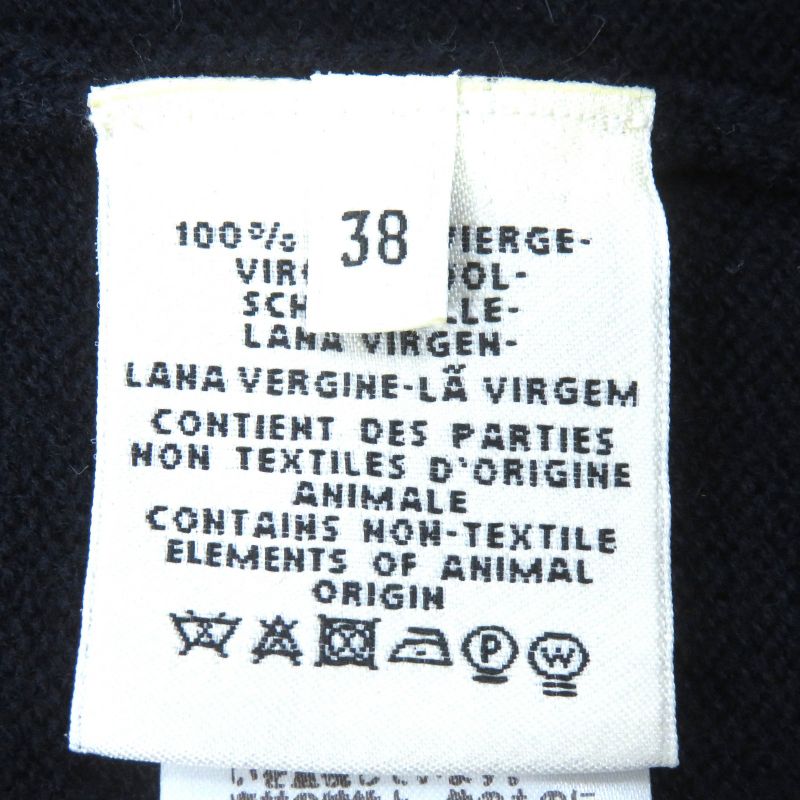 38
100% VIERGE-
LANA VIRGEN-
LANA VERGINE-LÃ VIRGEM
CONTIENT DES PARTIES
NON TEXTILES D'ORIGINE
ANIMALE
CONTAINS NON-TEXTILE
ELEMENTS OF ANIMAL
ORIGIN
P W